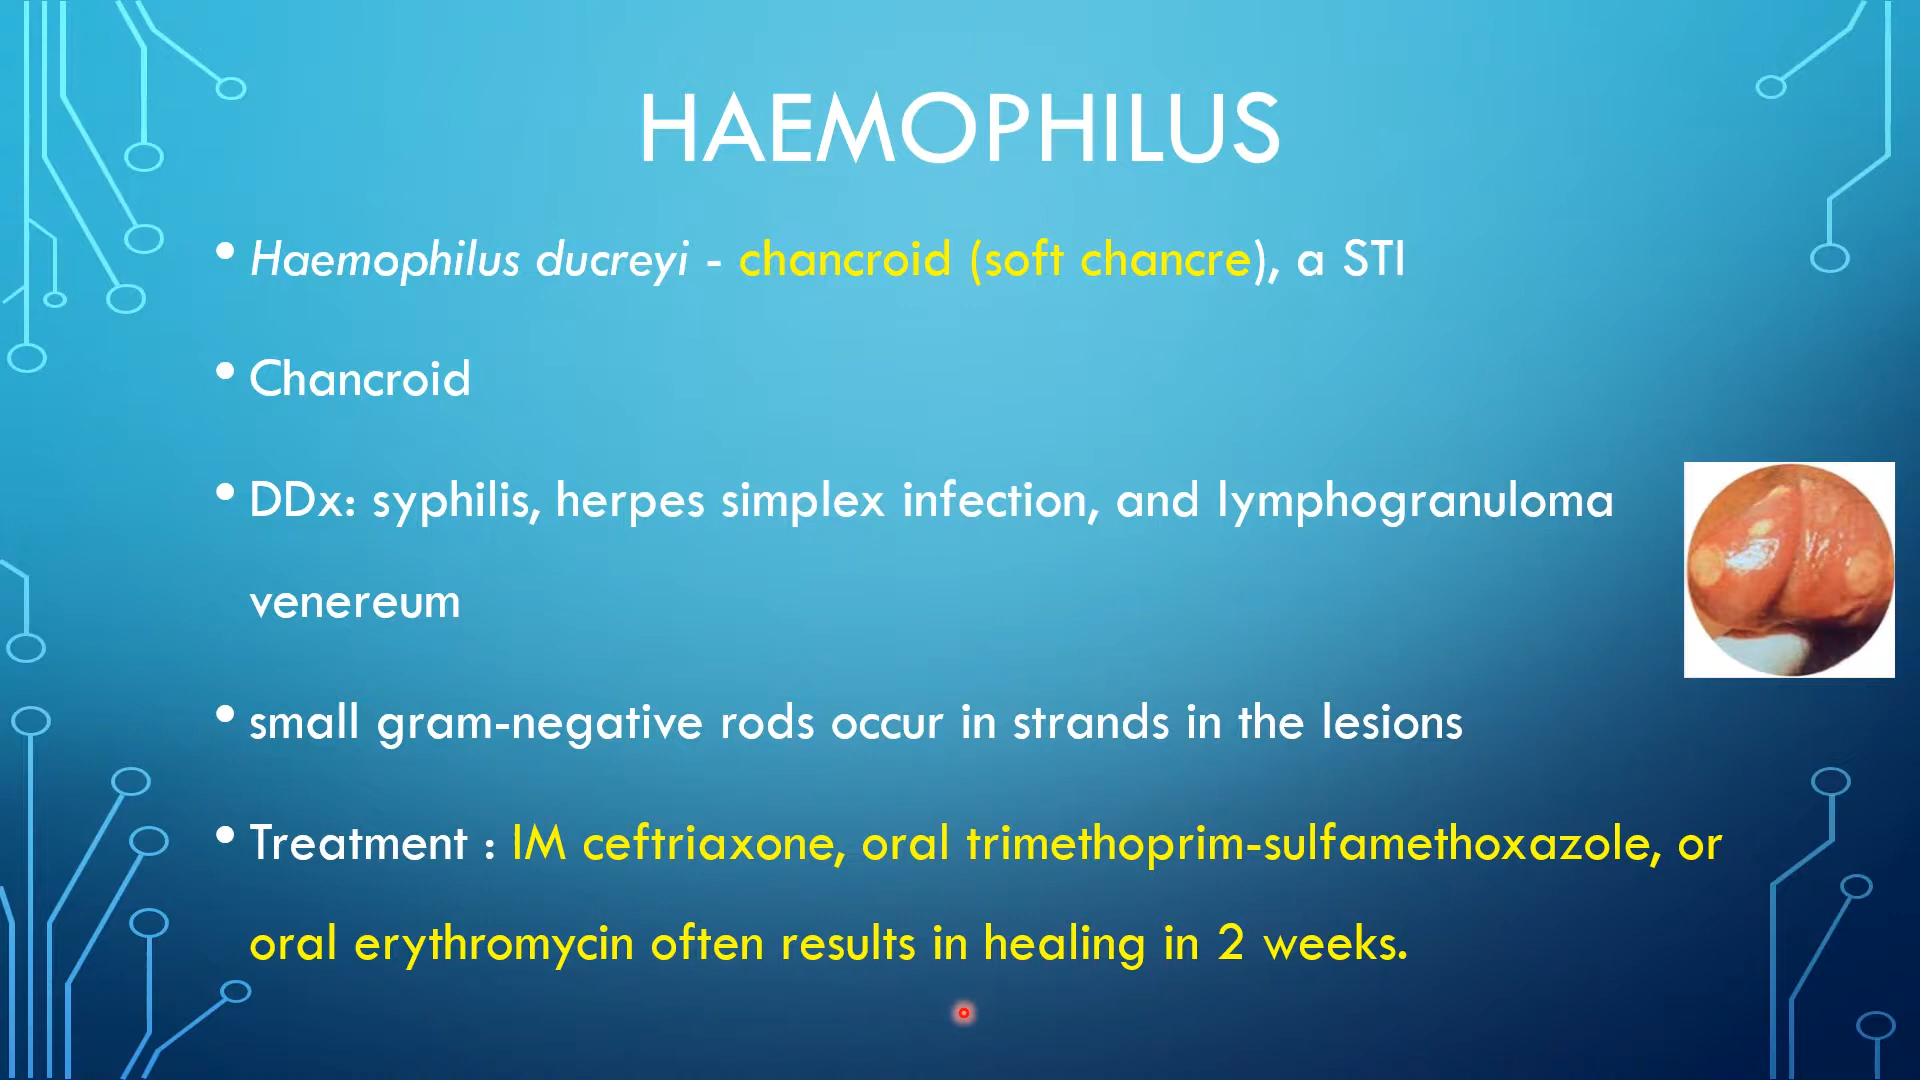 HAEMOPHILUS
• Haemophilus ducreyi - chancroid (soft chancre), a STI
• Chancroid
• DDx: syphilis, herpes simplex infection, and lymphogranuloma
venereum
• small gram-negative rods occur in strands in the lesions
• Treatment : IM ceftriaxone, oral trimethoprim-sulfamethoxazole, or
oral erythromycin often results in healing in 2 weeks.